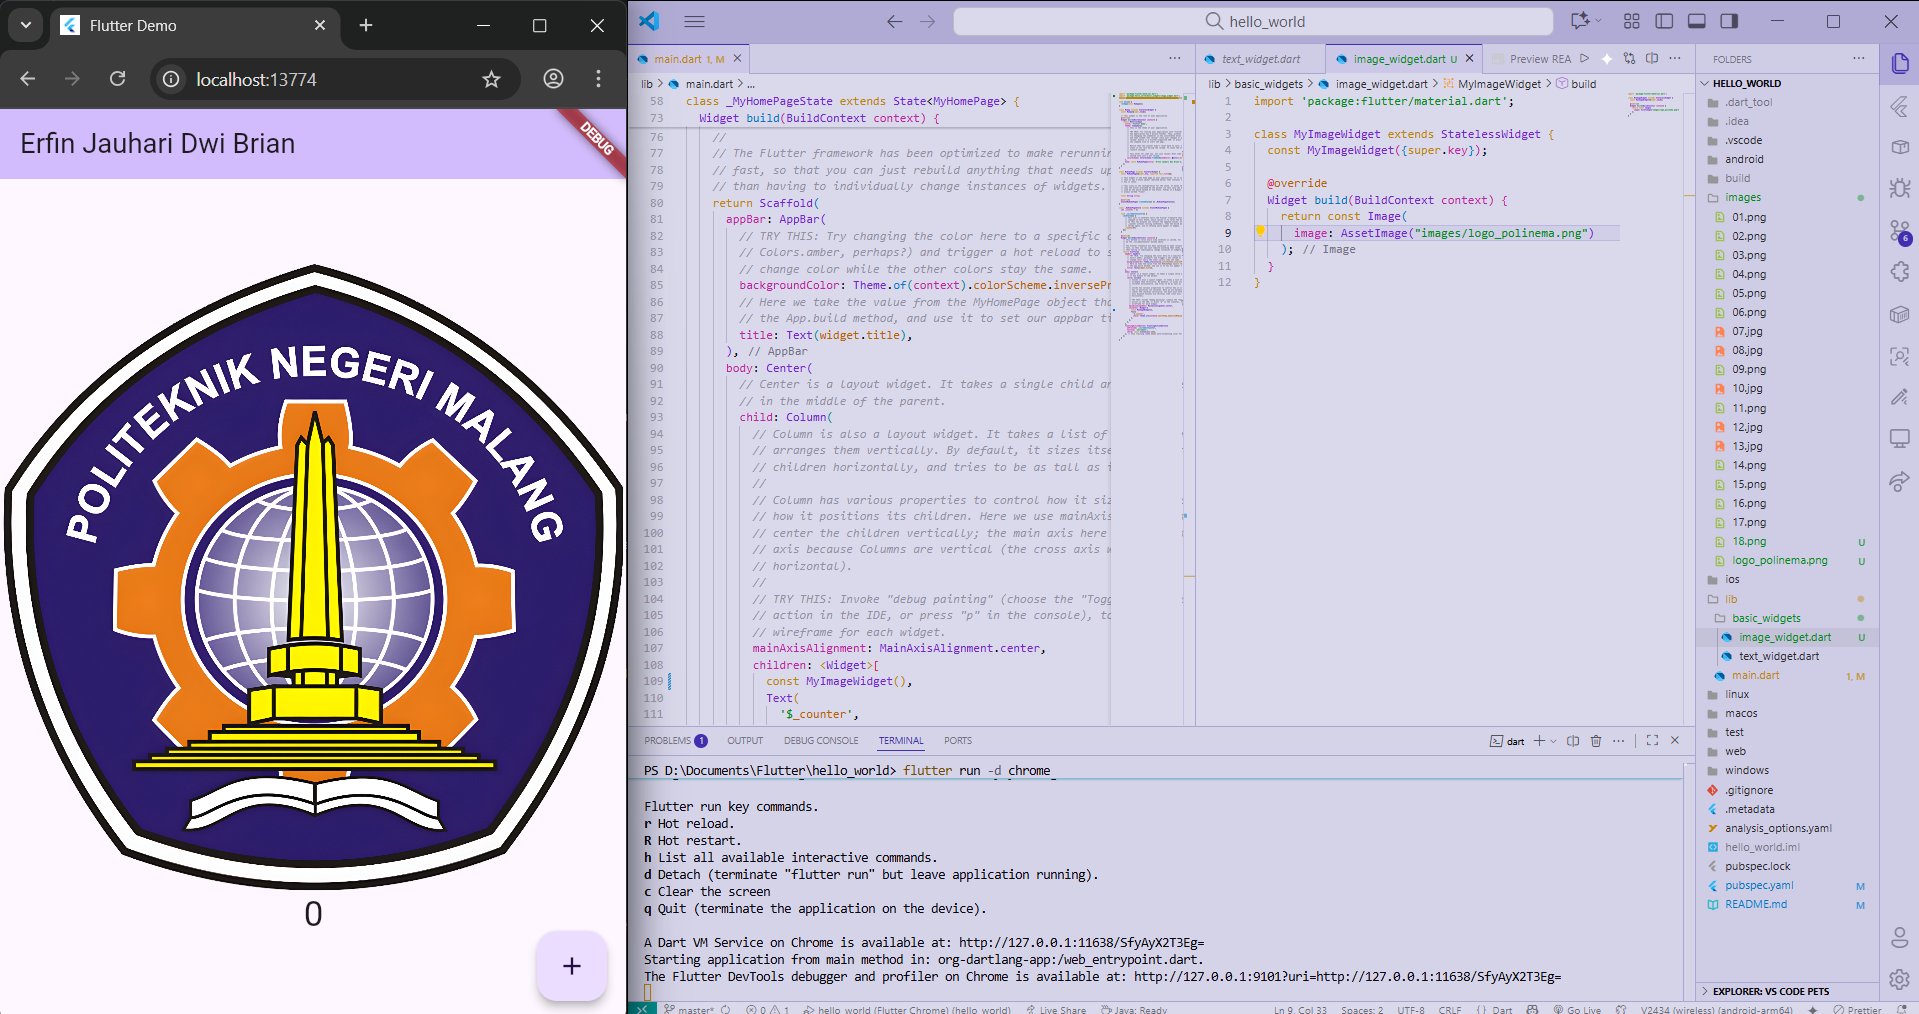 Flutter Demo
localhost:13774
Erfin Jauhari Dwi Brian
DEBUG
POLITEKNIK NEGERI MALANG
0
hello_world
main.dart 1, M
lib > main.dart > ...
58 class _MyHomePageState extends State<MyHomePage> {
73 Widget build(BuildContext context) {
76 //
77 // The Flutter framework has been optimized to make rerunnin
78 // fast, so that you can just rebuild anything that needs up
79 // than having to individually change instances of widgets.
80 return Scaffold(
81 appBar: AppBar(
82 // TRY THIS: Try changing the color here to a specific c
83 // Colors.amber, perhaps?) and trigger a hot reload to s
84 // change color while the other colors stay the same.
85 backgroundColor: Theme.of(context).colorScheme.inversePr
86 // Here we take the value from the MyHomePage object tha
87 // the App.build method, and use it to set our appbar ti
88 title: Text(widget.title),
89 ), // AppBar
90 body: Center(
91 // Center is a layout widget. It takes a single child an
92 // in the middle of the parent.
93 child: Column(
94 // Column is also a layout widget. It takes a list of
95 // arranges them vertically. By default, it sizes itse
96 // children horizontally, and tries to be as tall as i
97 //
98 // Column has various properties to control how it siz
99 // how it positions its children. Here we use mainAxis
100 // center the children vertically; the main axis here
101 // axis because Columns are vertical (the cross axis w
102 // horizontal).
103 //
104 // TRY THIS: Invoke "debug painting" (choose the "Togg
105 // action in the IDE, or press "p" in the console), to
106 // wireframe for each widget.
107 mainAxisAlignment: MainAxisAlignment.center,
108 children: <Widget>[
109 const MyImageWidget(),
110 Text(
111 '$_counter',
text_widget.dart
image_widget.dart U
Preview REA
lib > basic_widgets > image_widget.dart > MyImageWidget > build
1 import 'package:flutter/material.dart';
2
3 class MyImageWidget extends StatelessWidget {
4 const MyImageWidget({super.key});
5
6 @override
7 Widget build(BuildContext context) {
8 return const Image(
9 image: AssetImage("images/logo_polinema.png")
10 ); // Image
11 }
12 }
PROBLEMS 1 OUTPUT DEBUG CONSOLE TERMINAL PORTS
dart
PS D:\Documents\Flutter\hello_world> flutter run -d chrome
Flutter run key commands.
r Hot reload.
R Hot restart.
h List all available interactive commands.
d Detach (terminate "flutter run" but leave application running).
c Clear the screen
q Quit (terminate the application on the device).
A Dart VM Service on Chrome is available at: http://127.0.0.1:11638/SfyAyX2T3Eg=
Starting application from main method in: org-dartlang-app:/web_entrypoint.dart.
The Flutter DevTools debugger and profiler on Chrome is available at: http://127.0.0.1:9101?uri=http://127.0.0.1:11638/SfyAyX2T3Eg=
FOLDERS
HELLO_WORLD
.dart_tool
.idea
.vscode
android
build
images
01.png
02.png
03.png
04.png
05.png
06.png
07.jpg
08.jpg
09.png
10.jpg
11.png
12.jpg
13.jpg
14.png
15.png
16.png
17.png
18.png U
logo_polinema.png U
ios
lib
basic_widgets
image_widget.dart U
text_widget.dart
main.dart 1, M
linux
macos
test
web
windows
.gitignore
.metadata
analysis_options.yaml
hello_world.iml
pubspec.lock
pubspec.yaml M
README.md M
EXPLORER: VS CODE PETS
6
master* 0 1 hello_world (Flutter Chrome) (hello_world) Live Share Java: Ready
Ln 9, Col 33 Spaces: 2 UTF-8 CRLF {} Dart Go Live V2434 (wireless) (android-arm64) Prettier